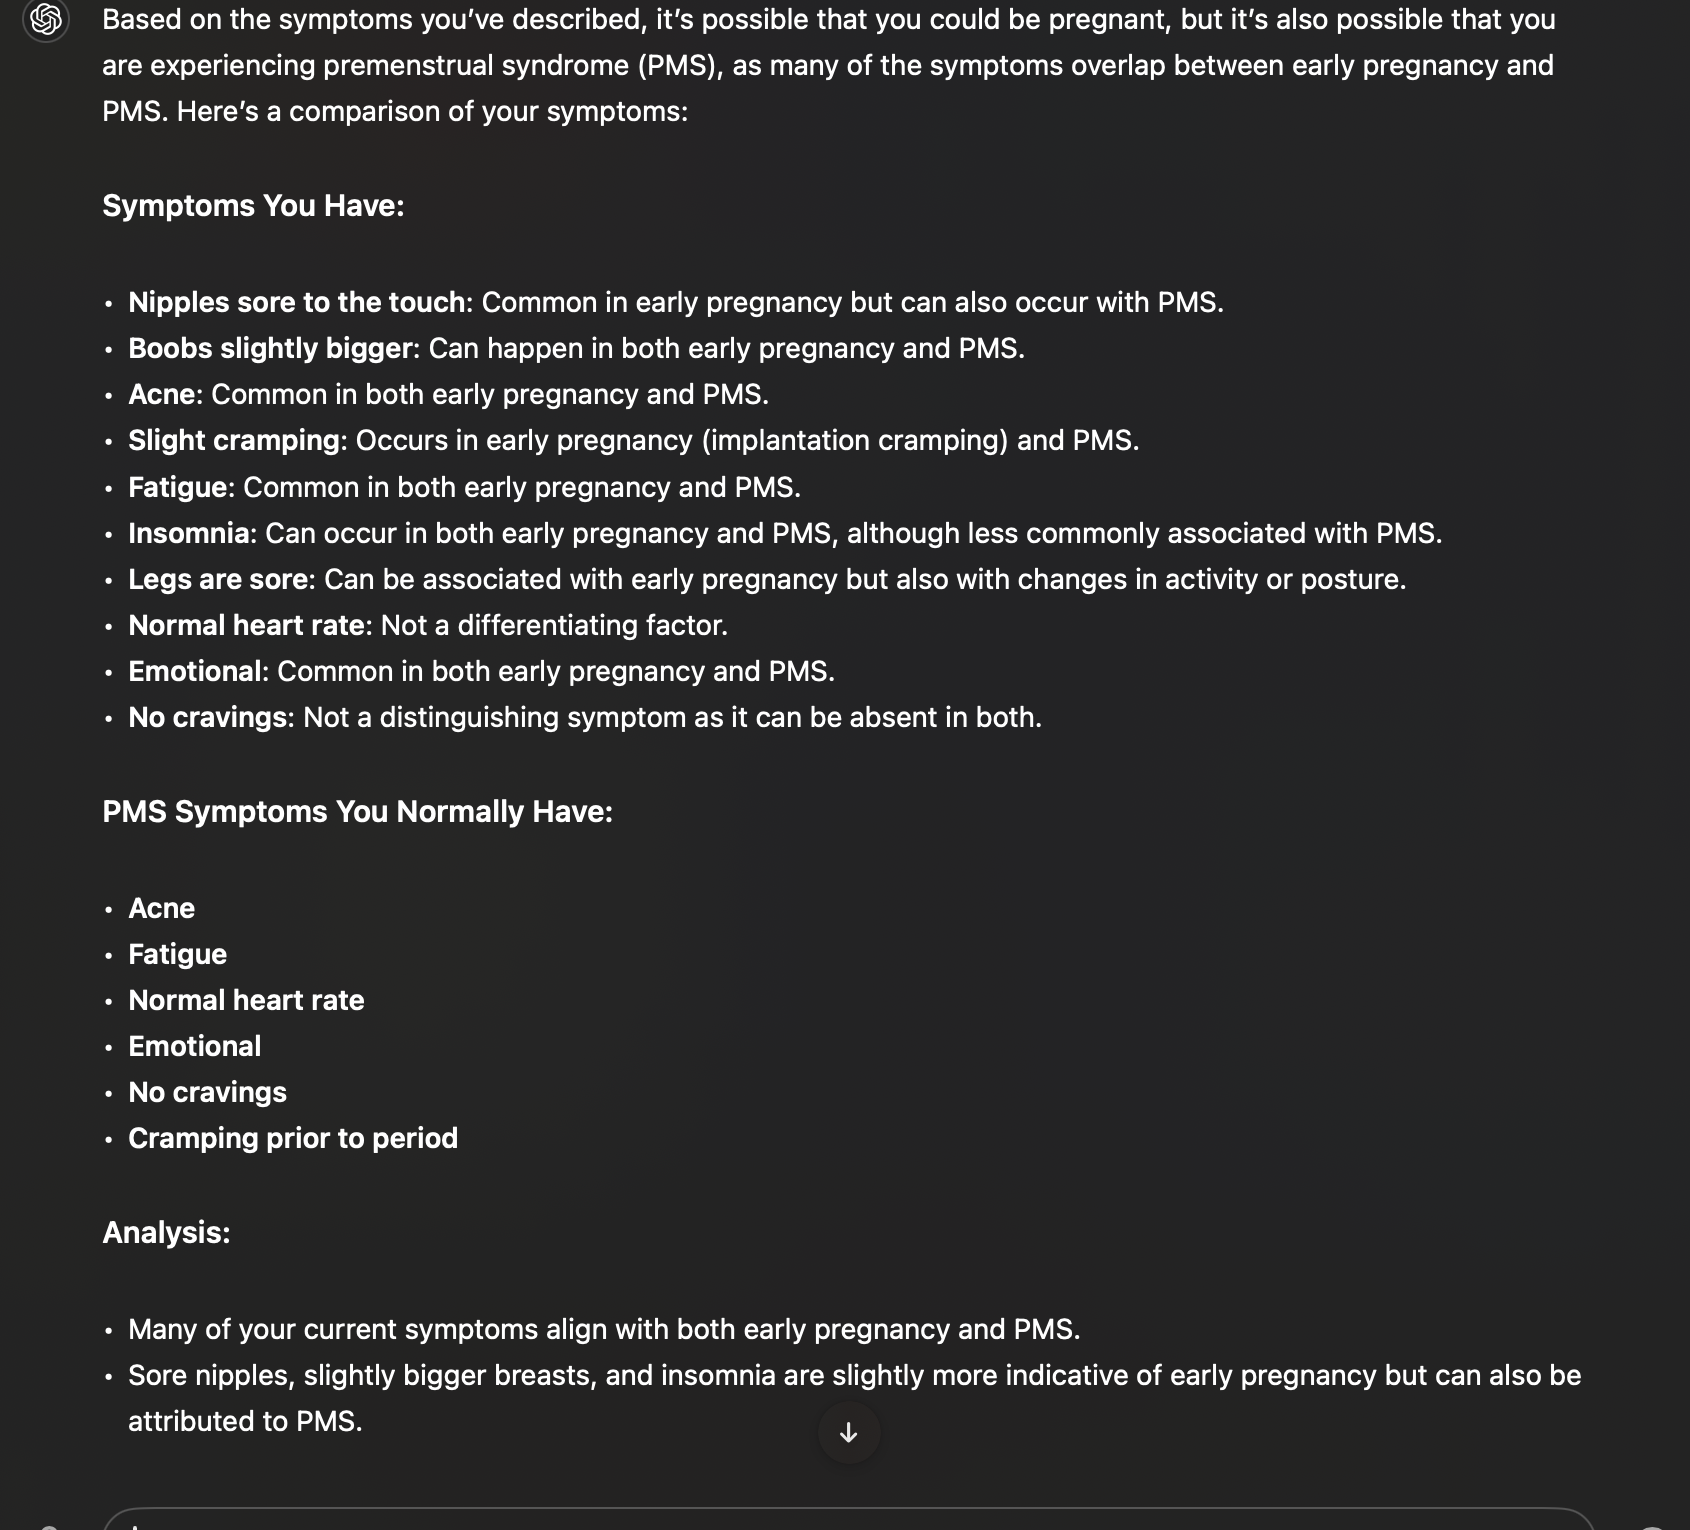 Based on the symptoms you’ve described, it’s possible that you could be pregnant, but it’s also possible that you
are experiencing premenstrual syndrome (PMS), as many of the symptoms overlap between early pregnancy and
PMS. Here’s a comparison of your symptoms:
Symptoms You Have:
• Nipples sore to the touch: Common in early pregnancy but can also occur with PMS.
• Boobs slightly bigger: Can happen in both early pregnancy and PMS.
• Acne: Common in both early pregnancy and PMS.
• Slight cramping: Occurs in early pregnancy (implantation cramping) and PMS.
• Fatigue: Common in both early pregnancy and PMS.
• Insomnia: Can occur in both early pregnancy and PMS, although less commonly associated with PMS.
• Legs are sore: Can be associated with early pregnancy but also with changes in activity or posture.
• Normal heart rate: Not a differentiating factor.
• Emotional: Common in both early pregnancy and PMS.
• No cravings: Not a distinguishing symptom as it can be absent in both.
PMS Symptoms You Normally Have:
• Acne
• Fatigue
• Normal heart rate
• Emotional
• No cravings
• Cramping prior to period
Analysis:
• Many of your current symptoms align with both early pregnancy and PMS.
• Sore nipples, slightly bigger breasts, and insomnia are slightly more indicative of early pregnancy but can also be
attributed to PMS.